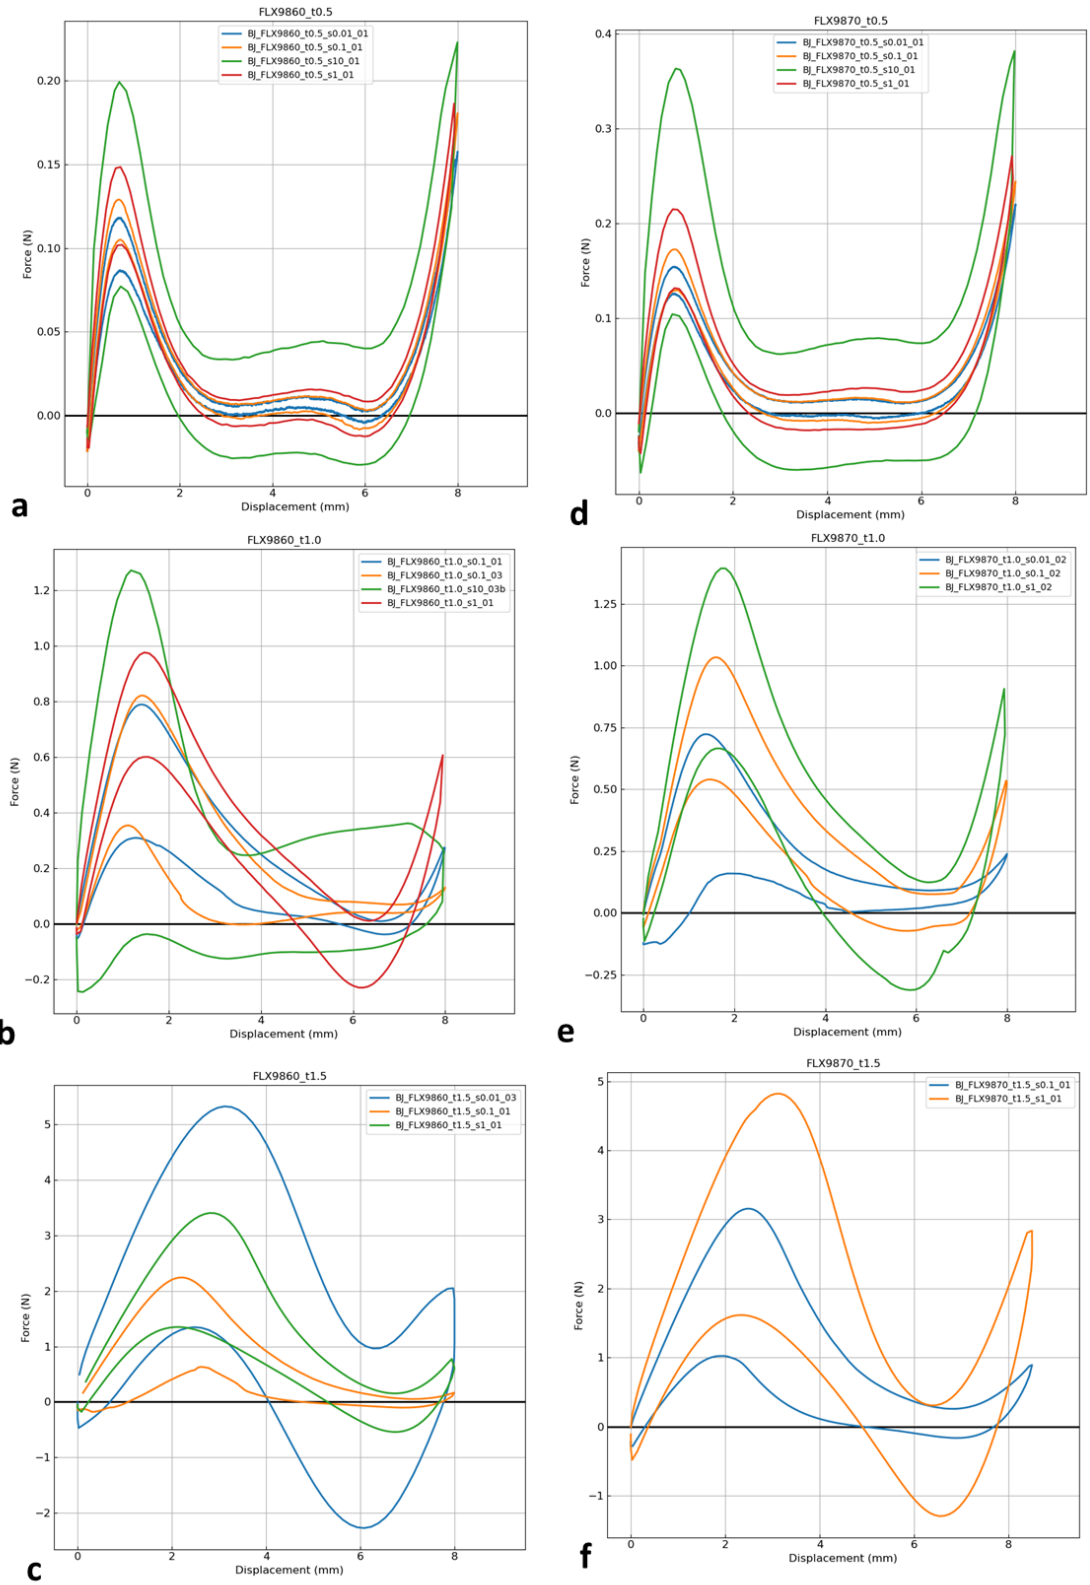 FLX9860_t0.5
BJ_FLX9860_t0.5_s0.01_01
BJ_FLX9860_t0.5_s0.1_01
BJ_FLX9860_t0.5_s10_01
BJ_FLX9860_t0.5_s1_01
0.20
0.15
0.10
0.05
0.00
Force (N)
0 2 4 6 8
Displacement (mm)
a
FLX9870_t0.5
BJ_FLX9870_t0.5_s0.01_01
BJ_FLX9870_t0.5_s0.1_01
BJ_FLX9870_t0.5_s10_01
BJ_FLX9870_t0.5_s1_01
0.4
0.3
0.2
0.1
0.0
Force (N)
0 2 4 6 8
Displacement (mm)
d
FLX9860_t1.0
BJ_FLX9860_t1.0_s0.1_01
BJ_FLX9860_t1.0_s0.1_03
BJ_FLX9860_t1.0_s10_03b
BJ_FLX9860_t1.0_s1_01
1.2
1.0
0.8
0.6
0.4
0.2
0.0
−0.2
Force (N)
0 2 4 6 8
Displacement (mm)
b
FLX9870_t1.0
BJ_FLX9870_t1.0_s0.01_02
BJ_FLX9870_t1.0_s0.1_02
BJ_FLX9870_t1.0_s1_02
1.25
1.00
0.75
0.50
0.25
0.00
−0.25
Force (N)
0 2 4 6 8
Displacement (mm)
e
FLX9860_t1.5
BJ_FLX9860_t1.5_s0.01_03
BJ_FLX9860_t1.5_s0.1_01
BJ_FLX9860_t1.5_s1_01
5
4
3
2
1
0
−1
−2
Force (N)
0 2 4 6 8
Displacement (mm)
c
FLX9870_t1.5
BJ_FLX9870_t1.5_s0.1_01
BJ_FLX9870_t1.5_s1_01
5
4
3
2
1
0
−1
Force (N)
0 2 4 6 8
Displacement (mm)
f